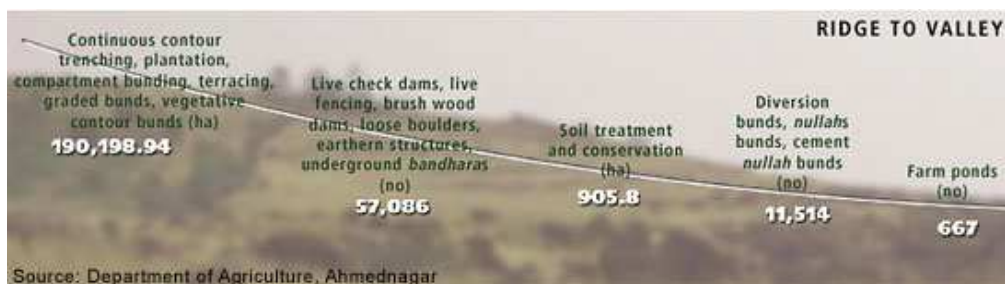 RIDGE TO VALLEY
Continuous contour
trenching, plantation,
compartment bunding, terracing,
graded bunds, vegetative
contour bunds (ha)
190,198.94
Live check dams, live
fencing, brush wood
dams, loose boulders,
earthern structures,
underground bandharas
(no)
57,086
Soil treatment
and conservation
(ha)
905.8
Diversion
bunds, nullahs
bunds, cement
nullah bunds
(no)
11,514
Farm ponds
(no)
667
Source: Department of Agriculture, Ahmednagar